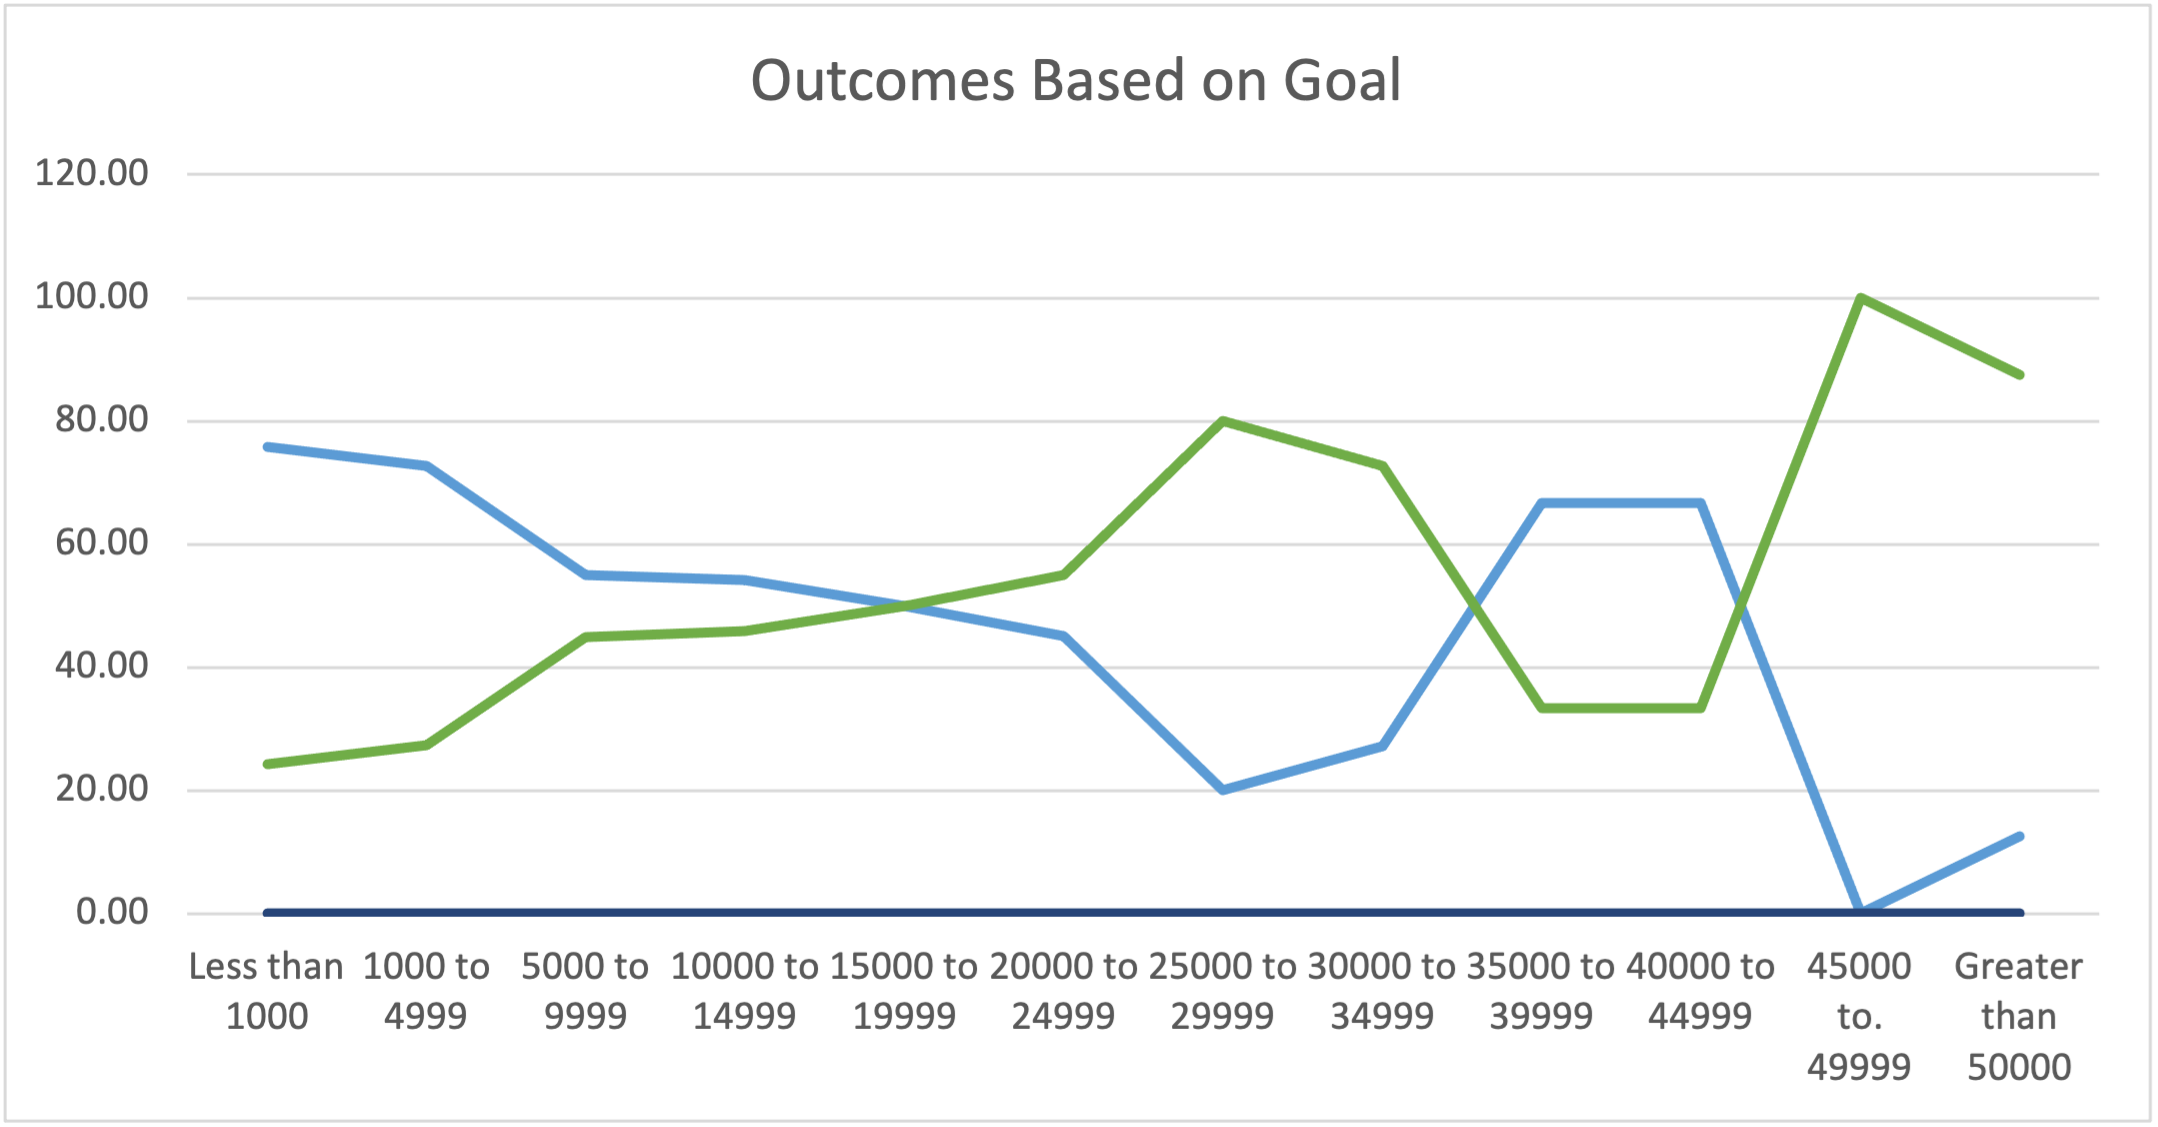 Outcomes Based on Goal
120.00
100.00
80.00
60.00
40.00
20.00
0.00
Less than
1000
1000 to
4999
5000 to
9999
10000 to
14999
15000 to
19999
20000 to
24999
25000 to
29999
30000 to
34999
35000 to
39999
40000 to
44999
45000
to.
49999
Greater
than
50000